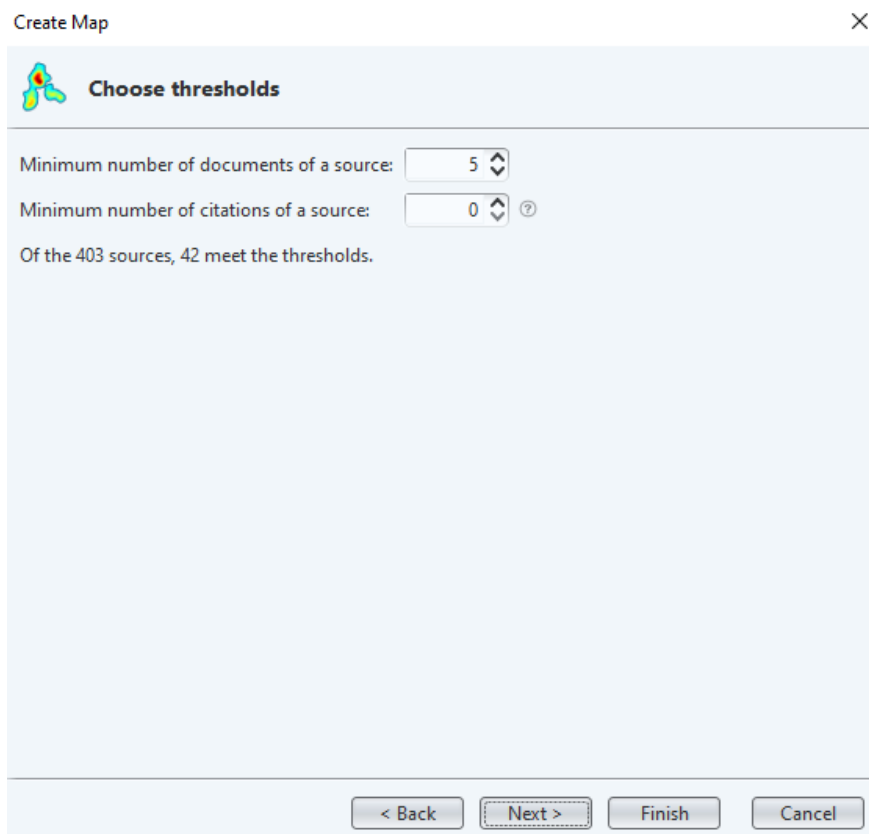 Create Map
Choose thresholds
Minimum number of documents of a source: 5
Minimum number of citations of a source: 0 ?
Of the 403 sources, 42 meet the thresholds.
< Back Next > Finish Cancel